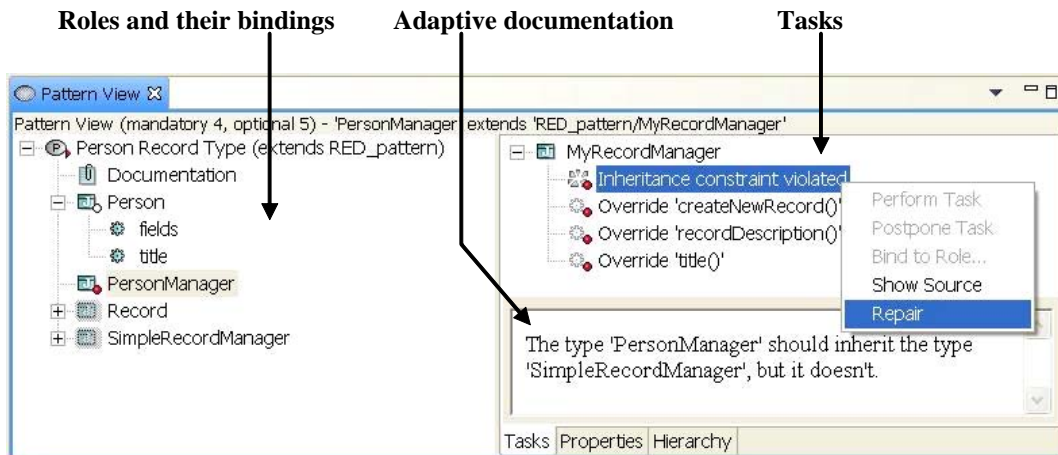 Roles and their bindings Adaptive documentation Tasks
Pattern View
Pattern View (mandatory 4, optional 5) - 'PersonManager' extends 'RED_pattern/MyRecordManager'
Person Record Type (extends RED_pattern)
Documentation
Person
fields
title
PersonManager
Record
SimpleRecordManager
MyRecordManager
Inheritance constraint violated
Override 'createNewRecord()'
Override 'recordDescription()'
Override 'title()'
Perform Task
Postpone Task
Bind to Role...
Show Source
Repair
The type 'PersonManager' should inherit the type
'SimpleRecordManager', but it doesn't.
Tasks Properties Hierarchy